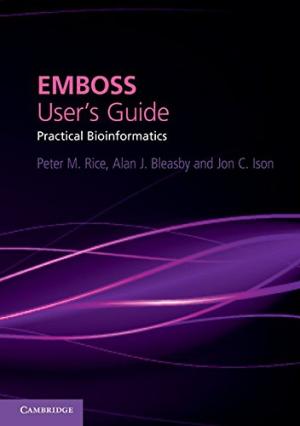 EMBOSS
User's Guide
Practical Bioinformatics
Peter M. Rice, Alan J. Bleasby and Jon C. Ison
CAMBRIDGE